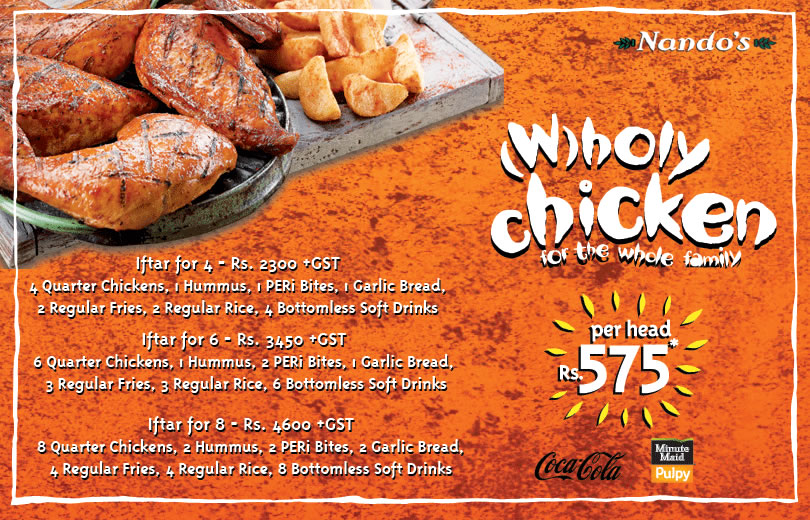 Nando's
(W)holy
chicken
for the whole family
Iftar for 4 - Rs. 2300 +GST
4 Quarter Chickens, 1 Hummus, 1 PERi Bites, 1 Garlic Bread,
2 Regular Fries, 2 Regular Rice, 4 Bottomless Soft Drinks
Iftar for 6 - Rs. 3450 +GST
6 Quarter Chickens, 1 Hummus, 2 PERi Bites, 1 Garlic Bread,
3 Regular Fries, 3 Regular Rice, 6 Bottomless Soft Drinks
Iftar for 8 - Rs. 4600 +GST
8 Quarter Chickens, 2 Hummus, 2 PERi Bites, 2 Garlic Bread,
4 Regular Fries, 4 Regular Rice, 8 Bottomless Soft Drinks
per head
Rs.575*
Coca-Cola
Minute
Maid
Pulpy